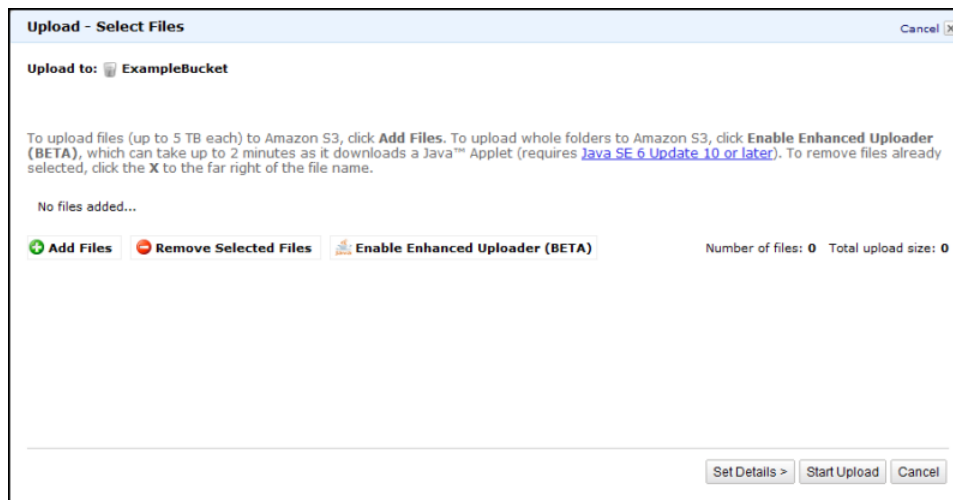 Upload - Select Files
Cancel
Upload to: ExampleBucket
To upload files (up to 5 TB each) to Amazon S3, click Add Files. To upload whole folders to Amazon S3, click Enable Enhanced Uploader
(BETA), which can take up to 2 minutes as it downloads a Java™ Applet (requires Java SE 6 Update 10 or later). To remove files already
selected, click the X to the far right of the file name.
No files added...
Add Files Remove Selected Files Java Enable Enhanced Uploader (BETA) Number of files: 0 Total upload size: 0
Set Details > Start Upload Cancel